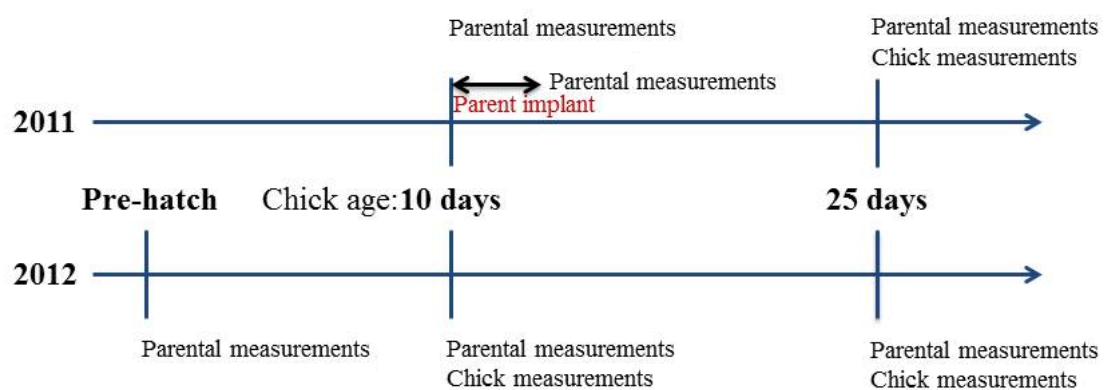 Parental measurements
Parental measurements
Chick measurements
Parental measurements
Parent implant
2011
Pre-hatch Chick age:10 days 25 days
2012
Parental measurements
Parental measurements
Chick measurements
Parental measurements
Chick measurements